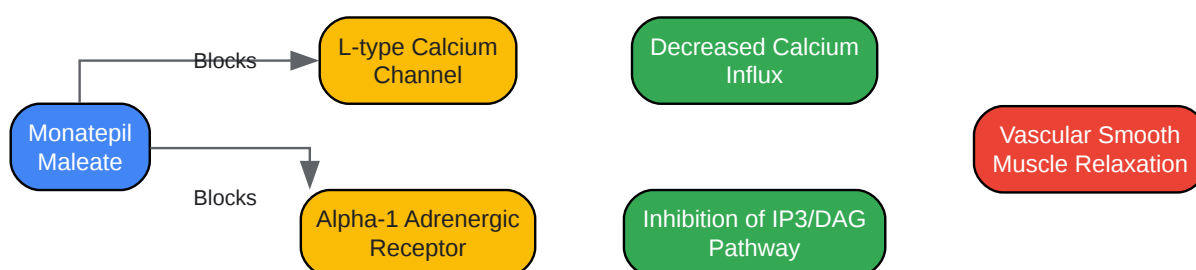 Monatepil
Maleate
Blocks
Blocks
L-type Calcium
Channel
Alpha-1 Adrenergic
Receptor
Decreased Calcium
Influx
Inhibition of IP3/DAG
Pathway
Vascular Smooth
Muscle Relaxation